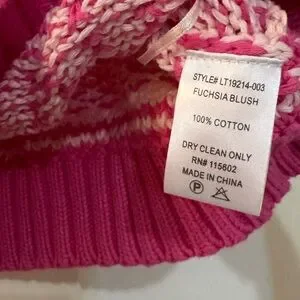 STYLE# LT19214-003
FUCHSIA BLUSH
100% COTTON
DRY CLEAN ONLY
RN# 115602
MADE IN CHINA
P